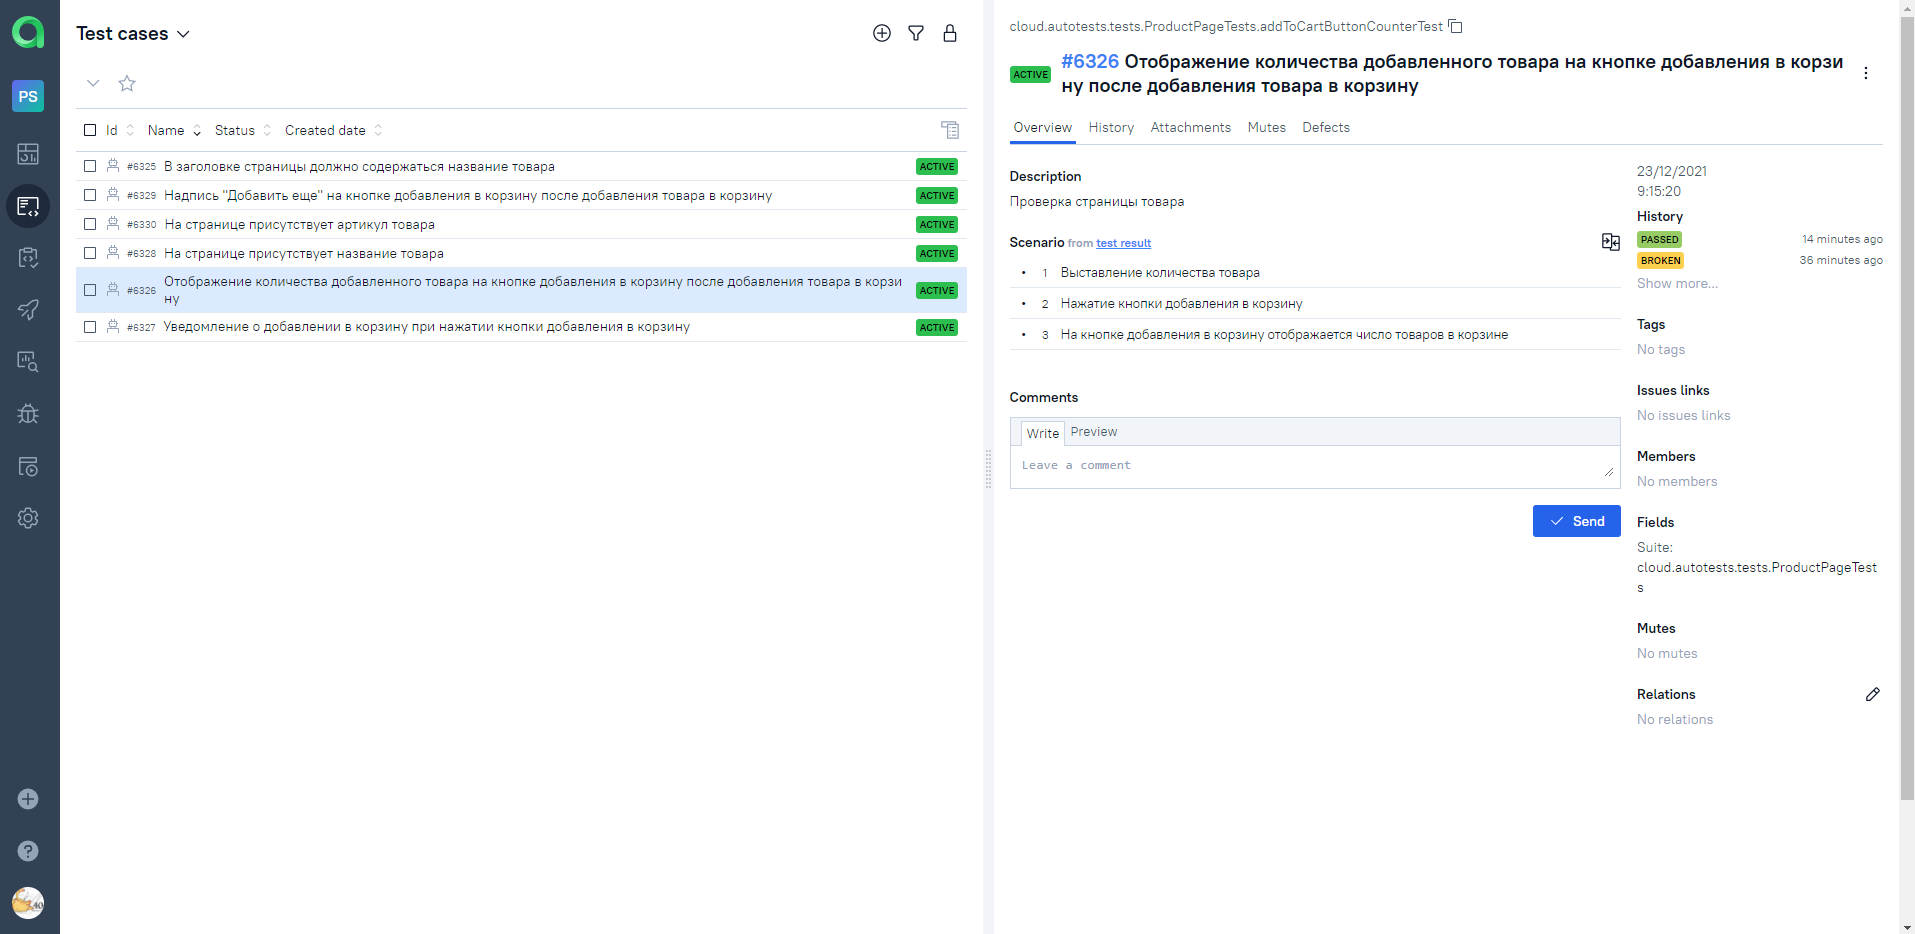 PS
Test cases
Id Name Status Created date
#6325 В заголовке страницы должно содержаться название товара ACTIVE
#6329 Надпись "Добавить еще" на кнопке добавления в корзину после добавления товара в корзину ACTIVE
#6330 На странице присутствует артикул товара ACTIVE
#6328 На странице присутствует название товара ACTIVE
#6326 Отображение количества добавленного товара на кнопке добавления в корзину после добавления товара в корзи
ну ACTIVE
#6327 Уведомление о добавлении в корзину при нажатии кнопки добавления в корзину ACTIVE
cloud.autotests.tests.ProductPageTests.addToCartButtonCounterTest
ACTIVE #6326 Отображение количества добавленного товара на кнопке добавления в корзи
ну после добавления товара в корзину
Overview History Attachments Mutes Defects
Description
Проверка страницы товара
Scenario from test result
• 1 Выставление количества товара
• 2 Нажатие кнопки добавления в корзину
• 3 На кнопке добавления в корзину отображается число товаров в корзине
Comments
Write Preview
Leave a comment
Send
23/12/2021
9:15:20
History
PASSED 14 minutes ago
BROKEN 36 minutes ago
Show more...
Tags
No tags
Issues links
No issues links
Members
No members
Fields
Suite:
cloud.autotests.tests.ProductPageTest
s
Mutes
No mutes
Relations
No relations